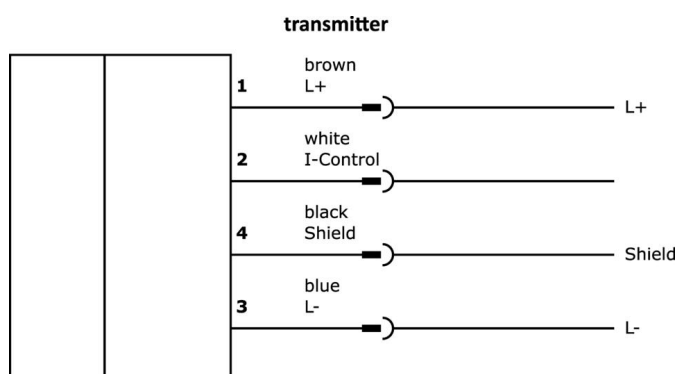 transmitter
brown
1 L+
L+
white
2 I-Control
black
4 Shield
Shield
blue
3 L-
L-